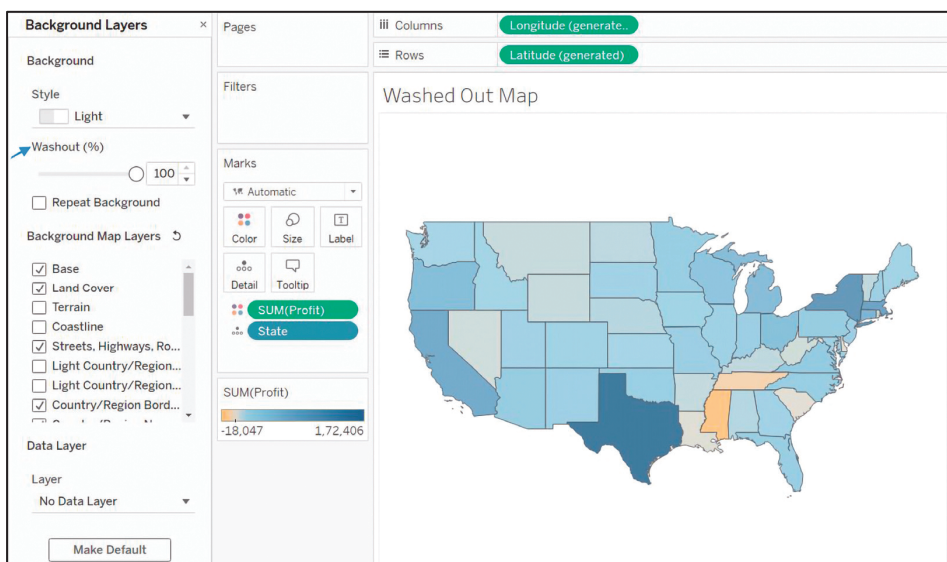 Background Layers ×
Background
Style
Light
Washout (%)
100
Repeat Background
Background Map Layers
Base
Land Cover
Terrain
Coastline
Streets, Highways, Ro...
Light Country/Region...
Light Country/Region...
Country/Region Bord...
Data Layer
Layer
No Data Layer
Make Default
Pages
Filters
Marks
Automatic
Color
Size
T
Label
Detail
Tooltip
SUM(Profit)
State
SUM(Profit)
-18,047 1,72,406
Columns Longitude (generate..
Rows Latitude (generated)
Washed Out Map